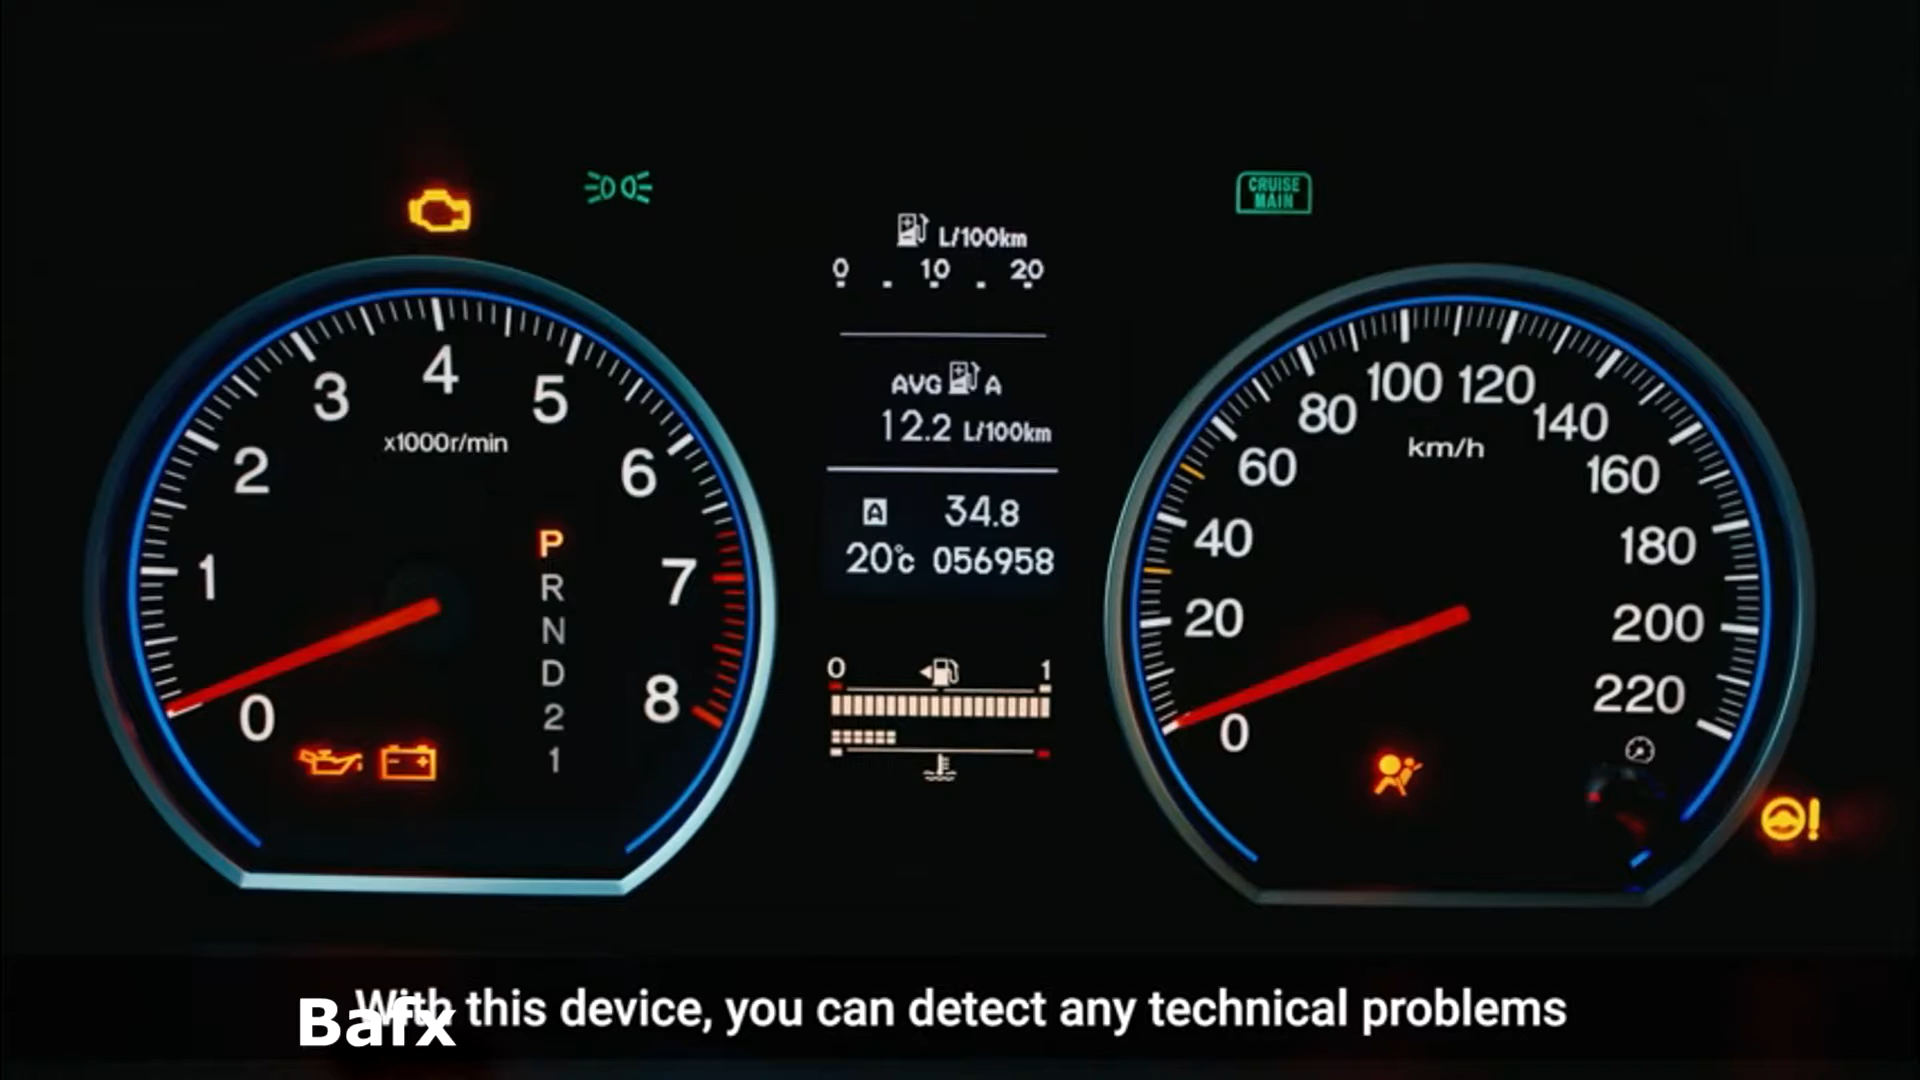 CRUISE
MAIN
L/100km
0 10 20
AVG A
12.2 L/100km
A 34.8
20°c 056958
0 1
0
1
2
3
4
5
6
7
8
x1000r/min
P
R
N
D
2
1
0
20
40
60
80
100
120
140
160
180
200
220
km/h
With this device, you can detect any technical problems
Bafx